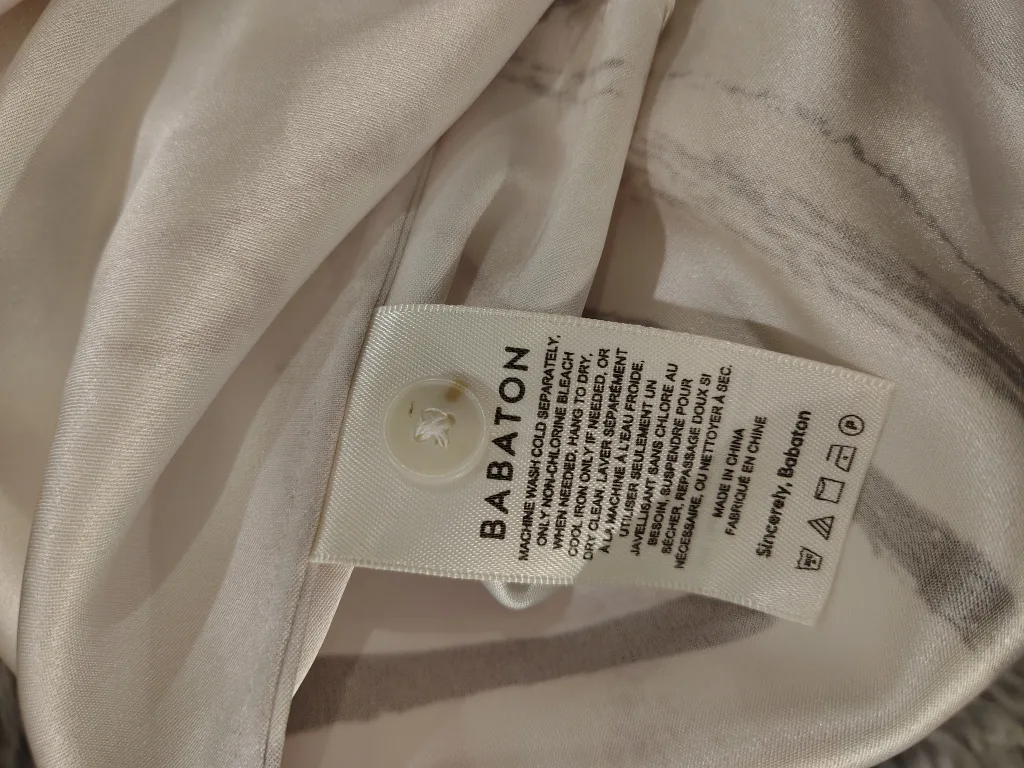 BABATON
MACHINE WASH COLD SEPARATELY,
ONLY NON-CHLORINE BLEACH
WHEN NEEDED, HANG TO DRY,
COOL IRON ONLY IF NEEDED, OR
DRY CLEAN. LAVER SÉPARÉMENT
À LA MACHINE À L'EAU FROIDE,
UTILISER SEULEMENT UN
JAVELLISANT SANS CHLORE AU
BESOIN, SUSPENDRE POUR
SÉCHER, REPASSAGE DOUX SI
NÉCESSAIRE, OU NETTOYER À SEC.
MADE IN CHINA
FABRIQUÉ EN CHINE
Sincerely, Babaton
P